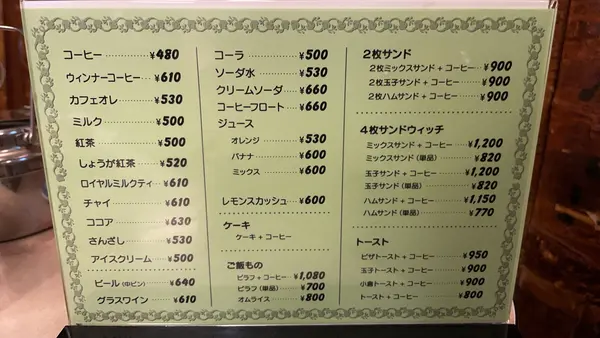 コーヒー ¥480
ウィンナーコーヒー ¥610
カフェオレ ¥530
ミルク ¥500
紅茶 ¥500
しょうが紅茶 ¥520
ロイヤルミルクティ ¥610
チャイ ¥610
ココア ¥630
さんざし ¥530
アイスクリーム ¥500
ビール(中ビン) ¥640
グラスワイン ¥610
コーラ ¥500
ソーダ水 ¥530
クリームソーダ ¥660
コーヒーフロート ¥660
ジュース
オレンジ ¥530
バナナ ¥600
ミックス ¥600
レモンスカッシュ ¥600
ケーキ
ケーキ+コーヒー
ご飯もの
ピラフ+コーヒー ¥1,080
ピラフ(単品) ¥700
オムライス ¥800
2枚サンド
2枚ミックスサンド+コーヒー ¥900
2枚玉子サンド+コーヒー ¥900
2枚ハムサンド+コーヒー ¥900
4枚サンドウィッチ
ミックスサンド+コーヒー ¥1,200
ミックスサンド(単品) ¥820
玉子サンド+コーヒー ¥1,200
玉子サンド(単品) ¥820
ハムサンド+コーヒー ¥1,150
ハムサンド(単品) ¥770
トースト
ピザトースト+コーヒー ¥950
玉子トースト+コーヒー ¥900
小倉トースト+コーヒー ¥900
トースト+コーヒー ¥800